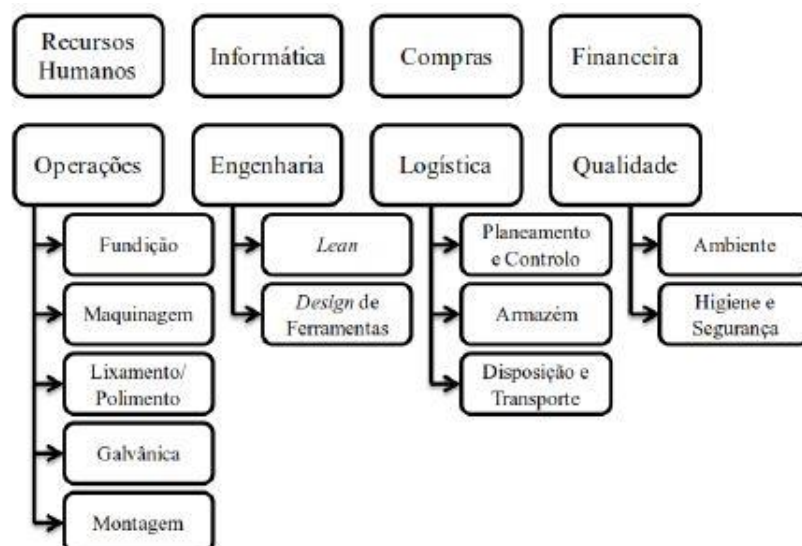 Recursos
Humanos
Informática
Compras
Financeira
Operações
Engenharia
Logística
Qualidade
Fundição
Maquinagem
Lixamento/
Polimento
Galvânica
Montagem
Lean
Design de
Ferramentas
Planeamento
e Controlo
Armazém
Disposição e
Transporte
Ambiente
Higiene e
Segurança